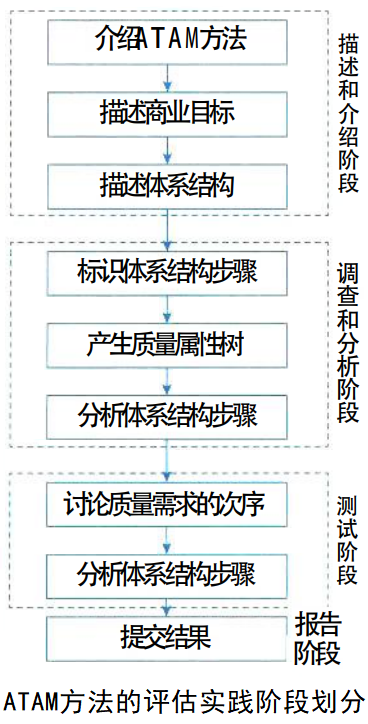 介绍ATAM方法
描述商业目标
描述体系结构
描述和介绍阶段
标识体系结构步骤
产生质量属性树
分析体系结构步骤
调查和分析阶段
讨论质量需求的次序
分析体系结构步骤
测试阶段
提交结果
报告
阶段
ATAM方法的评估实践阶段划分